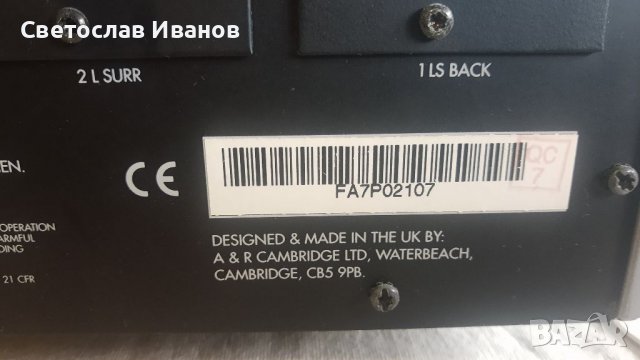 Светослав Иванов
2 L SURR
1 LS BACK
EN.
CE
QC
7
FA7P02107
OPERATION
ARMFUL
DING
21 CFR
DESIGNED & MADE IN THE UK BY:
A & R CAMBRIDGE LTD, WATERBEACH,
CAMBRIDGE, CB5 9PB.
BAZAR